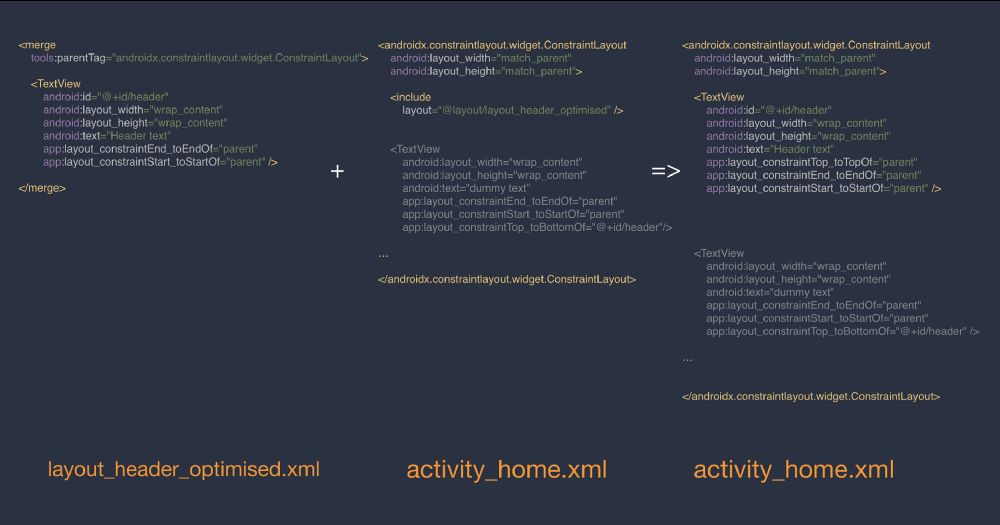 <merge
tools:parentTag="androidx.constraintlayout.widget.ConstraintLayout">
<TextView
android:id="@+id/header"
android:layout_width="wrap_content"
android:layout_height="wrap_content"
android:text="Header text"
app:layout_constraintEnd_toEndOf="parent"
app:layout_constraintStart_toStartOf="parent" />
</merge>
+
<androidx.constraintlayout.widget.ConstraintLayout
android:layout_width="match_parent"
android:layout_height="match_parent">
<include
layout="@layout/layout_header_optimised" />
<TextView
android:layout_width="wrap_content"
android:layout_height="wrap_content"
android:text="dummy text"
app:layout_constraintEnd_toEndOf="parent"
app:layout_constraintStart_toStartOf="parent"
app:layout_constraintTop_toBottomOf="@+id/header"/>
...
</androidx.constraintlayout.widget.ConstraintLayout>
=>
<androidx.constraintlayout.widget.ConstraintLayout
android:layout_width="match_parent"
android:layout_height="match_parent">
<TextView
android:id="@+id/header"
android:layout_width="wrap_content"
android:layout_height="wrap_content"
android:text="Header text"
app:layout_constraintTop_toTopOf="parent"
app:layout_constraintEnd_toEndOf="parent"
app:layout_constraintStart_toStartOf="parent" />
<TextView
android:layout_width="wrap_content"
android:layout_height="wrap_content"
android:text="dummy text"
app:layout_constraintEnd_toEndOf="parent"
app:layout_constraintStart_toStartOf="parent"
app:layout_constraintTop_toBottomOf="@+id/header" />
...
</androidx.constraintlayout.widget.ConstraintLayout>
layout_header_optimised.xml
activity_home.xml
activity_home.xml